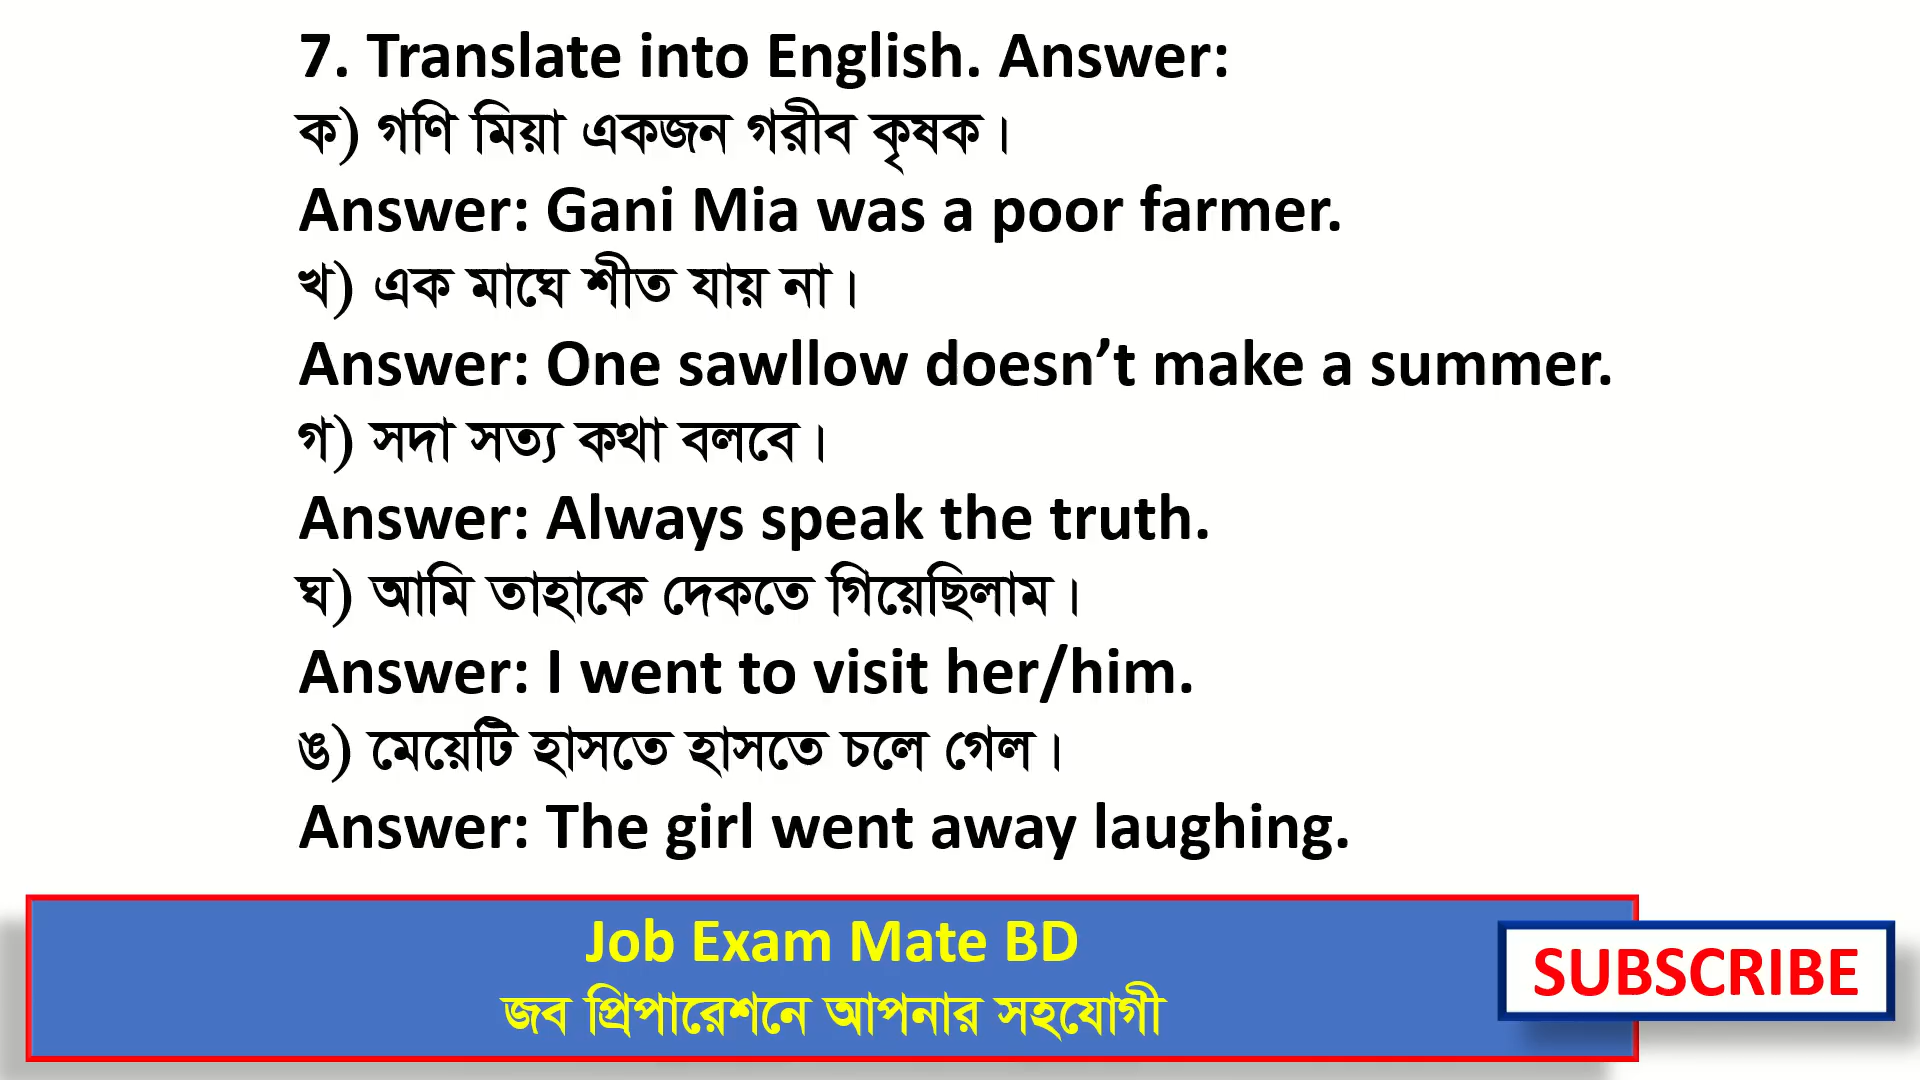 7. Translate into English. Answer:
ক) গণি মিয়া একজন গরীব কৃষক।
Answer: Gani Mia was a poor farmer.
খ) এক মাঘে শীত যায় না।
Answer: One sawllow doesn’t make a summer.
গ) সদা সত্য কথা বলবে।
Answer: Always speak the truth.
ঘ) আমি তাহাকে দেকতে গিয়েছিলাম।
Answer: I went to visit her/him.
ঙ) মেয়েটি হাসতে হাসতে চলে গেল।
Answer: The girl went away laughing.
Job Exam Mate BD
জব প্রিপারেশনে আপনার সহযোগী
SUBSCRIBE